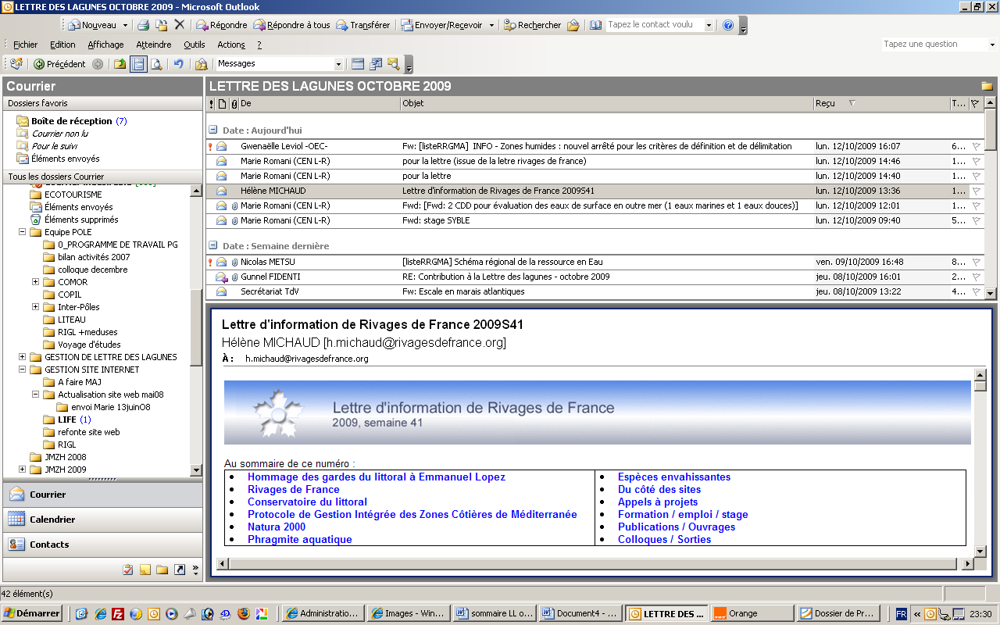 LETTRE DES LAGUNES OCTOBRE 2009 - Microsoft Outlook
Nouveau Répondre Répondre à tous Transférer Envoyer/Recevoir Rechercher Tapez le contact voulu
Fichier Edition Affichage Atteindre Outils Actions ? Tapez une question
Précédent Messages
Courrier
Dossiers favoris
Boîte de réception (7)
Courrier non lu
Pour le suivi
Éléments envoyés
Tous les dossiers Courrier
ECOTOURISME
Éléments envoyés
Éléments supprimés
Equipe POLE
0_PROGRAMME DE TRAVAIL PG
bilan activités 2007
colloque decembre
COMOR
COPIL
Inter-Pôles
LITEAU
RIGL +meduses
Voyage d'études
GESTION DE LETTRE DES LAGUNES
GESTION SITE INTERNET
A faire MAJ
Actualisation site web mai08
envoi Marie 13juin08
LIFE (1)
refonte site web
RIGL
JMZH 2008
JMZH 2009
Courrier
Calendrier
Contacts
LETTRE DES LAGUNES OCTOBRE 2009
De Objet Reçu T...
Date : Aujourd'hui
Gwenaëlle Leviol -OEC- Fw: [listeRRGMA] INFO - Zones humides : nouvel arrêté pour les critères de définition et de délimitation lun. 12/10/2009 16:07 6...
Marie Romani (CEN L-R) pour la lettre (issue de la letre rivages de france) lun. 12/10/2009 14:46 1...
Marie Romani (CEN L-R) pour la lettre lun. 12/10/2009 14:40 1...
Hélène MICHAUD Lettre d'information de Rivages de France 2009S41 lun. 12/10/2009 13:36 1...
Marie Romani (CEN L-R) Fwd: [Fwd: 2 CDD pour évaluation des eaux de surface en outre mer (1 eaux marines et 1 eaux douces)] lun. 12/10/2009 12:01 1...
Marie Romani (CEN L-R) Fwd: stage SYBLE lun. 12/10/2009 09:40 5...
Date : Semaine dernière
Nicolas METSU [listeRRGMA] Schéma régional de la ressource en Eau ven. 09/10/2009 16:48 8...
Gunnel FIDENTI RE: Contribution à la Lettre des lagunes - octobre 2009 jeu. 08/10/2009 16:01 2...
Secrétariat TdV Fw: Escale en marais atlantiques jeu. 08/10/2009 13:22 4...
Lettre d'information de Rivages de France 2009S41
Hélène MICHAUD [h.michaud@rivagesdefrance.org]
À : h.michaud@rivagesdefrance.org
Lettre d'information de Rivages de France
2009, semaine 41
Au sommaire de ce numéro :
• Hommage des gardes du littoral à Emmanuel Lopez
• Rivages de France
• Conservatoire du littoral
• Protocole de Gestion Intégrée des Zones Côtières de Méditerranée
• Natura 2000
• Phragmite aquatique
• Espèces envahissantes
• Du côté des sites
• Appels à projets
• Formation / emploi / stage
• Publications / Ouvrages
• Colloques / Sorties
42 élément(s)
Démarrer Administratio... Images - Win... sommaire LL o... Document4 - ... LETTRE DES ... Orange Dossier de Pr... FR « 23:30